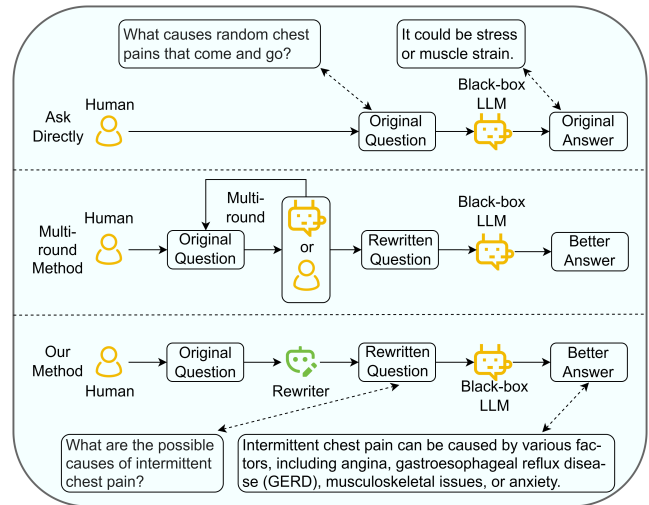 What causes random chest
pains that come and go?
It could be stress
or muscle strain.
Ask
Directly
Human
Original
Question
Black-box
LLM
Original
Answer
Multi-
round
Method
Human
Original
Question
Multi-
round
or
Rewritten
Question
Black-box
LLM
Better
Answer
Our
Method
Human
Original
Question
Rewriter
Rewritten
Question
Black-box
LLM
Better
Answer
What are the possible
causes of intermittent
chest pain?
Intermittent chest pain can be caused by various fac-
tors, including angina, gastroesophageal reflux disea-
se (GERD), musculoskeletal issues, or anxiety.